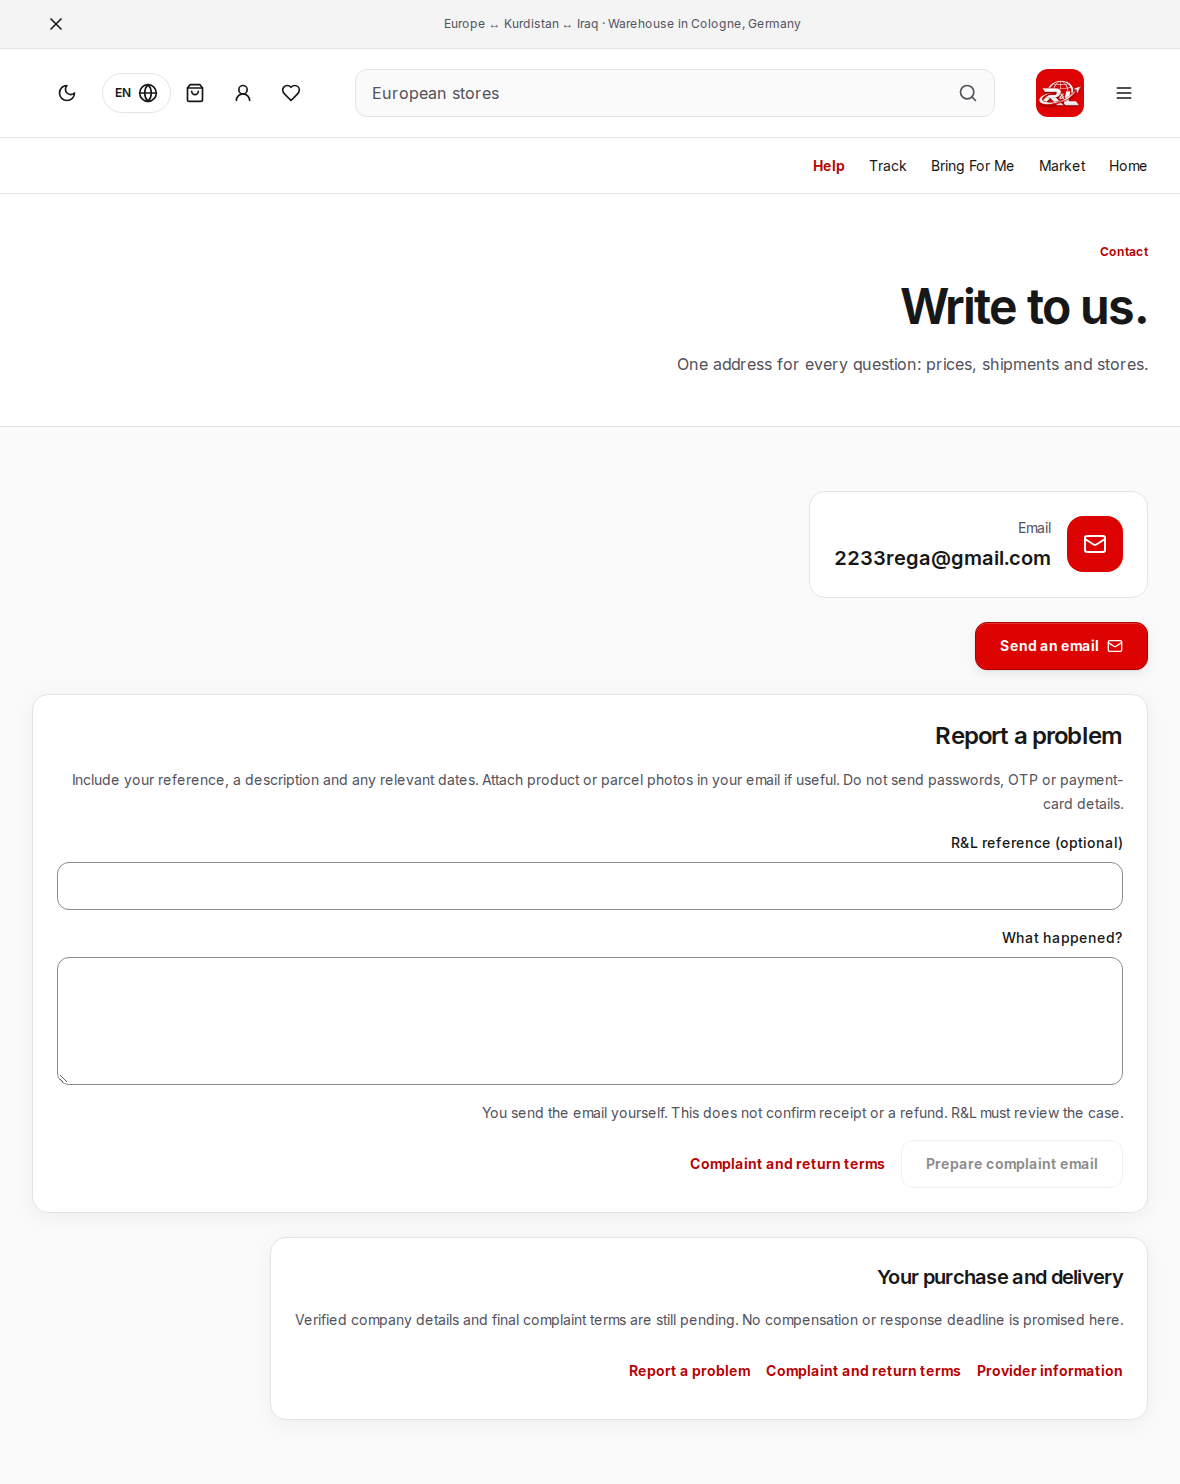 Europe ↔ Kurdistan ↔ Iraq · Warehouse in Cologne, Germany
EN
European stores
R&L
Help
Track
Bring For Me
Market
Home
Contact
Write to us.
One address for every question: prices, shipments and stores.
Email
2233rega@gmail.com
Send an email
Report a problem
Include your reference, a description and any relevant dates. Attach product or parcel photos in your email if useful. Do not send passwords, OTP or payment-
card details.
R&L reference (optional)
What happened?
You send the email yourself. This does not confirm receipt or a refund. R&L must review the case.
Complaint and return terms
Prepare complaint email
Your purchase and delivery
Verified company details and final complaint terms are still pending. No compensation or response deadline is promised here.
Report a problem
Complaint and return terms
Provider information